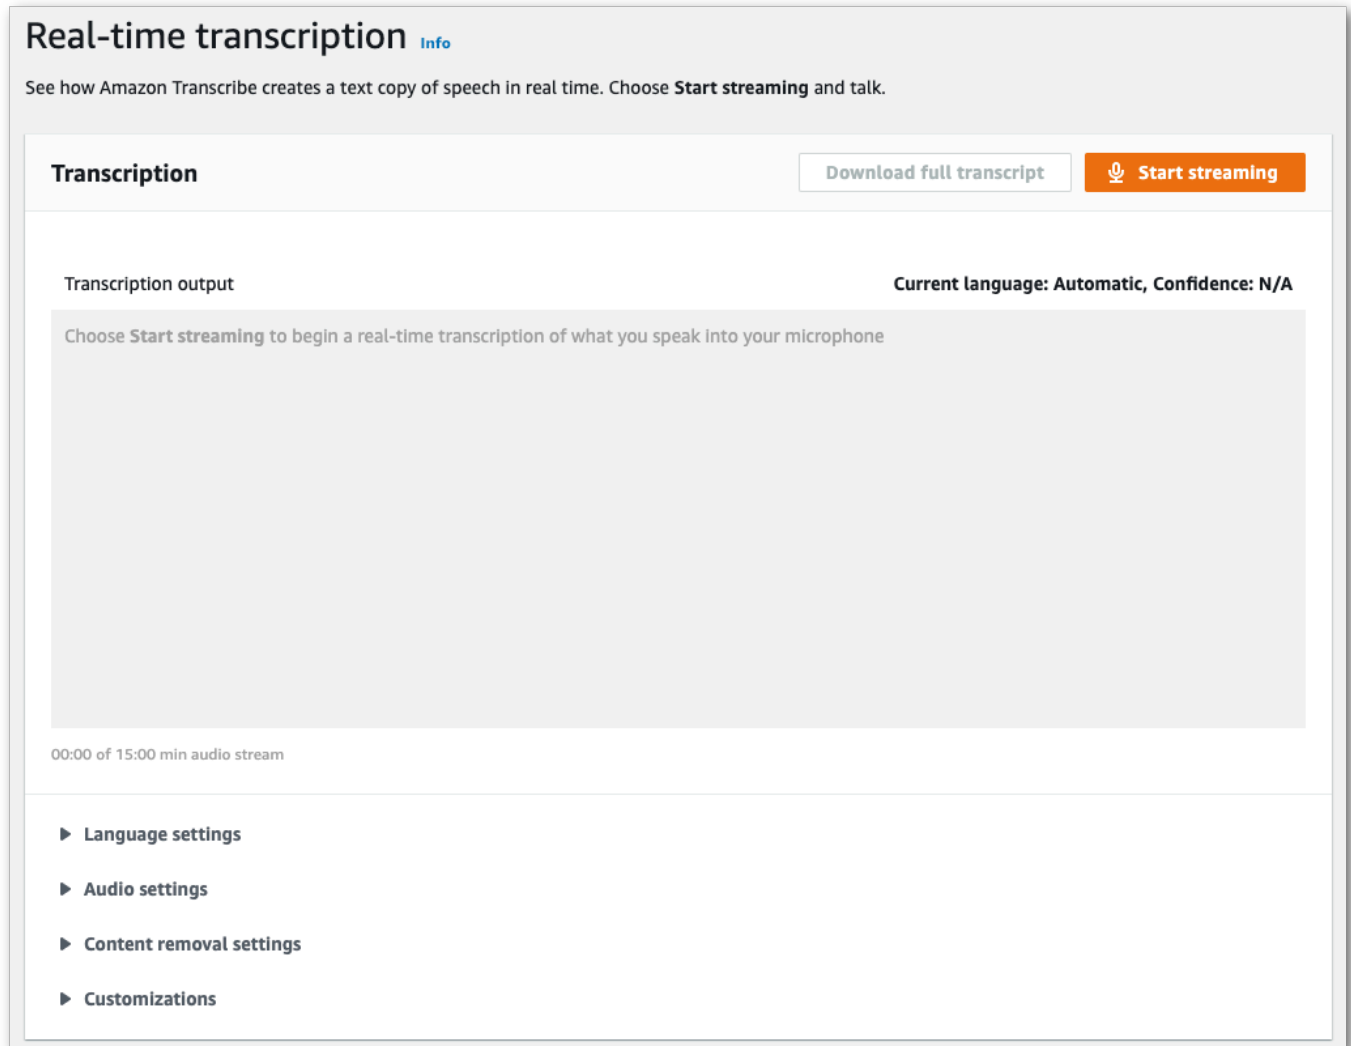 Real-time transcription Info
See how Amazon Transcribe creates a text copy of speech in real time. Choose Start streaming and talk.
Transcription
Download full transcript
Start streaming
Transcription output
Current language: Automatic, Confidence: N/A
Choose Start streaming to begin a real-time transcription of what you speak into your microphone
00:00 of 15:00 min audio stream
Language settings
Audio settings
Content removal settings
Customizations